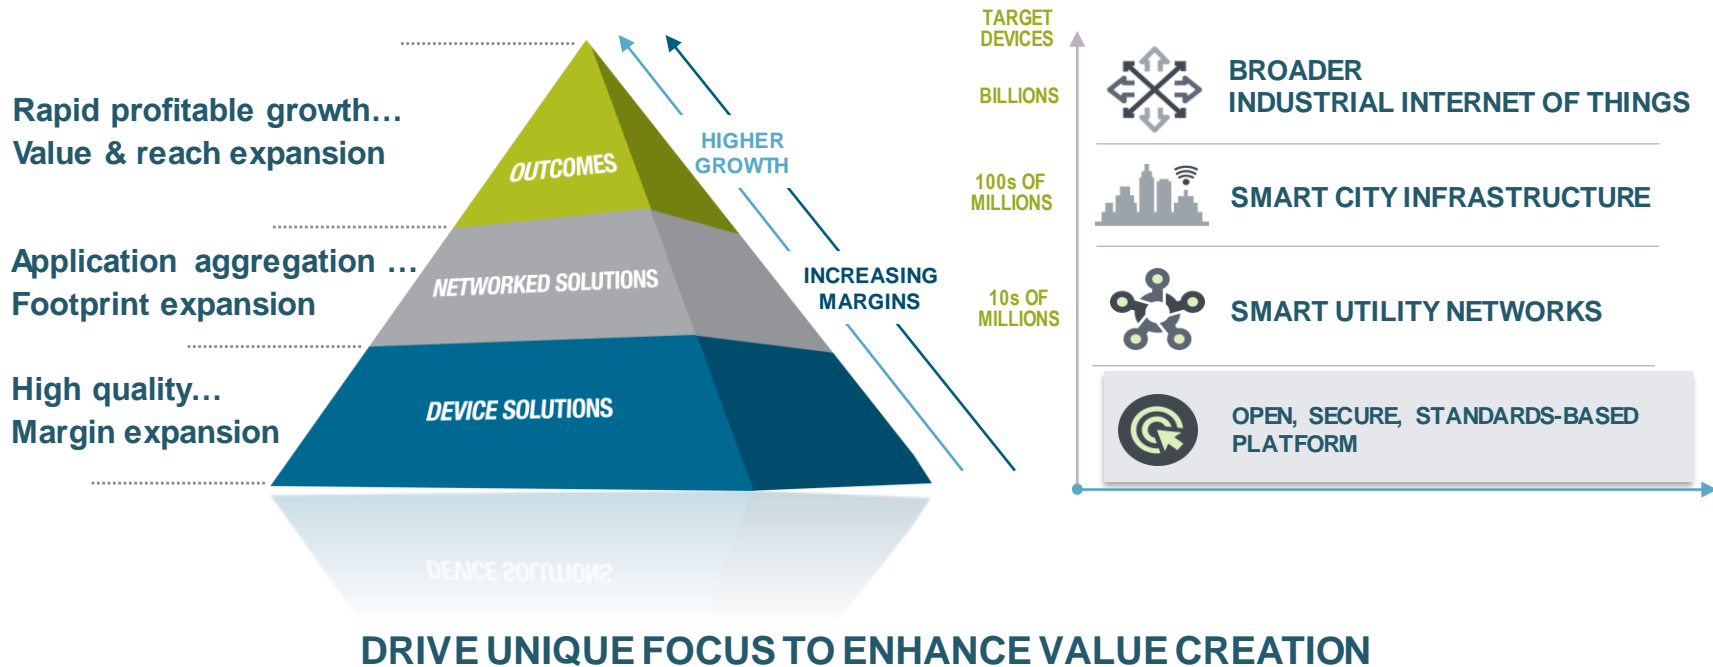 Rapid profitable growth…
Value & reach expansion
Application aggregation …
Footprint expansion
High quality…
Margin expansion
OUTCOMES
NETWORKED SOLUTIONS
DEVICE SOLUTIONS
DEVICE SOLUTIONS
HIGHER
GROWTH
INCREASING
MARGINS
TARGET
DEVICES
BILLIONS
BROADER
INDUSTRIAL INTERNET OF THINGS
100s OF
MILLIONS
SMART CITY INFRASTRUCTURE
10s OF
MILLIONS
SMART UTILITY NETWORKS
OPEN, SECURE, STANDARDS-BASED
PLATFORM
DRIVE UNIQUE FOCUS TO ENHANCE VALUE CREATION